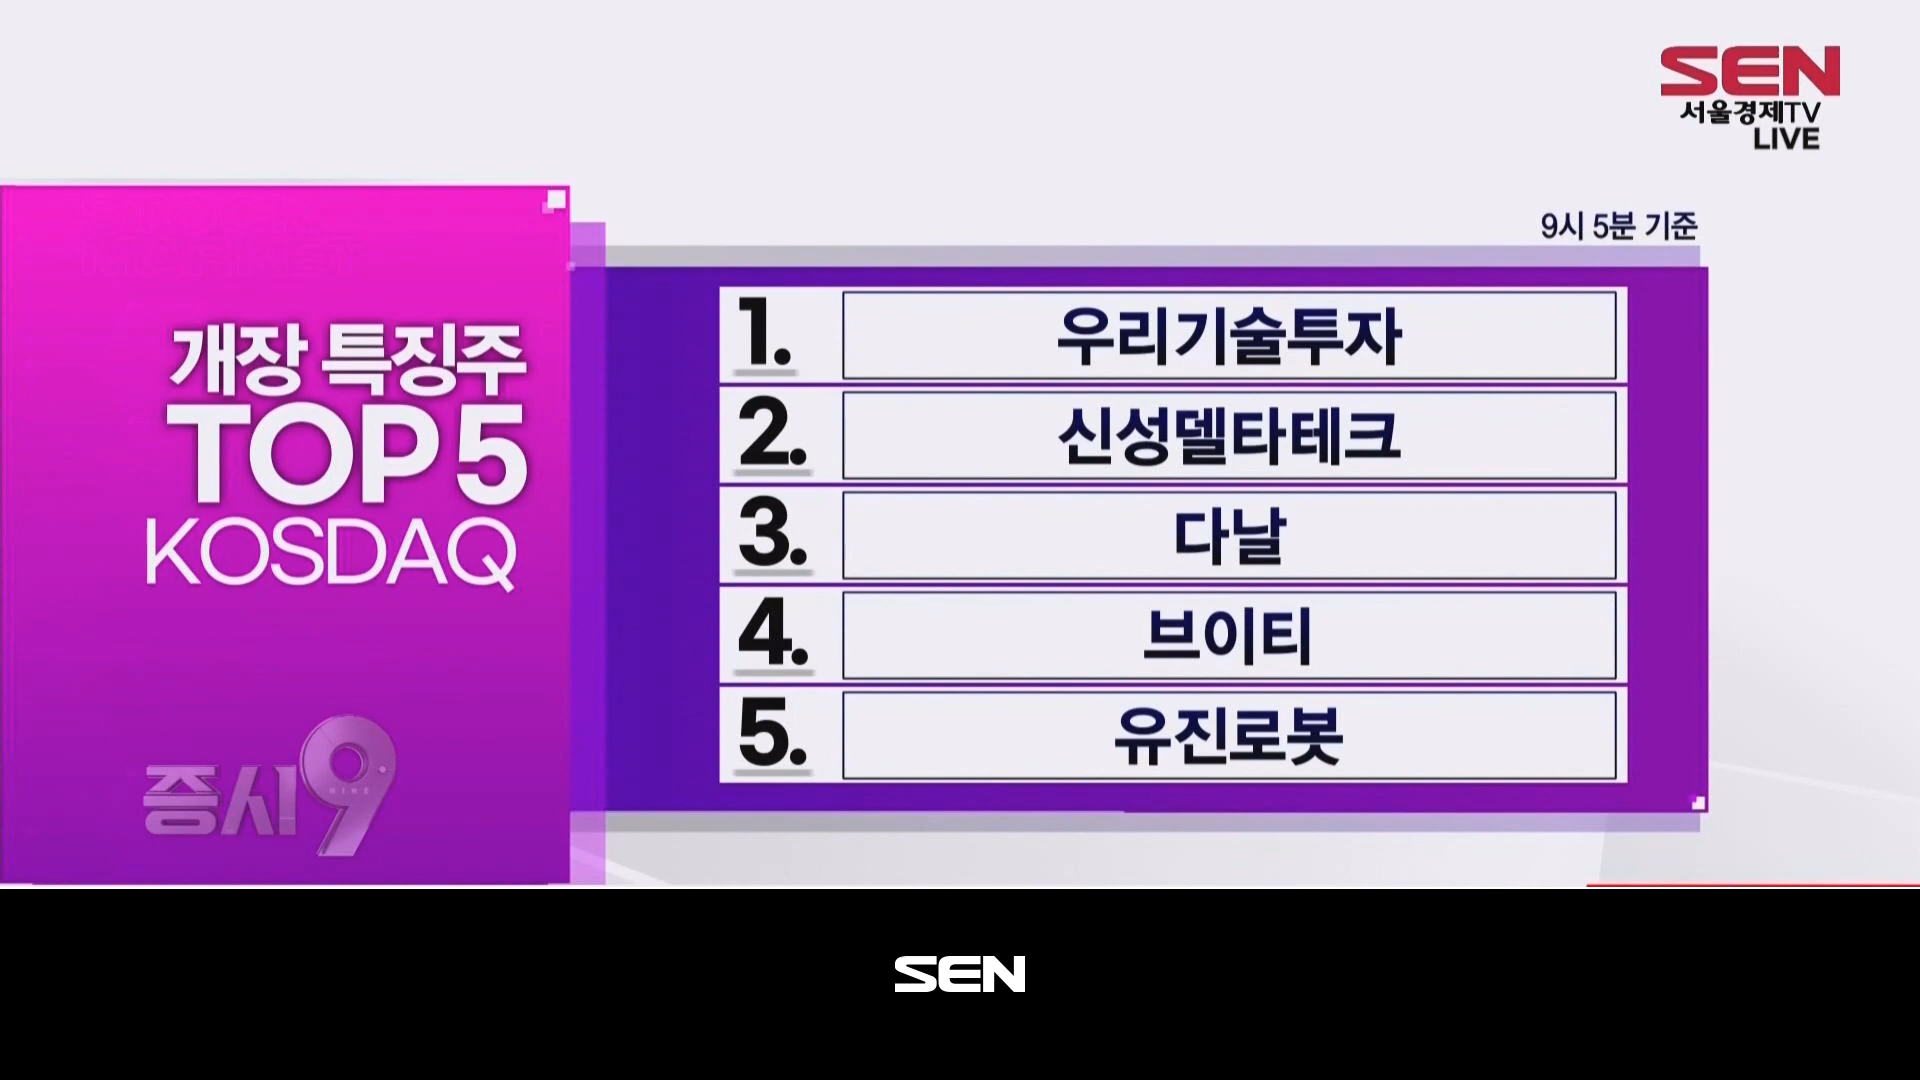 SEN
서울경제TV
LIVE
9시 5분 기준
개장 특징주
TOP 5
KOSDAQ
증시9
NINE
1. 우리기술투자
2. 신성델타테크
3. 다날
4. 브이티
5. 유진로봇
SEN